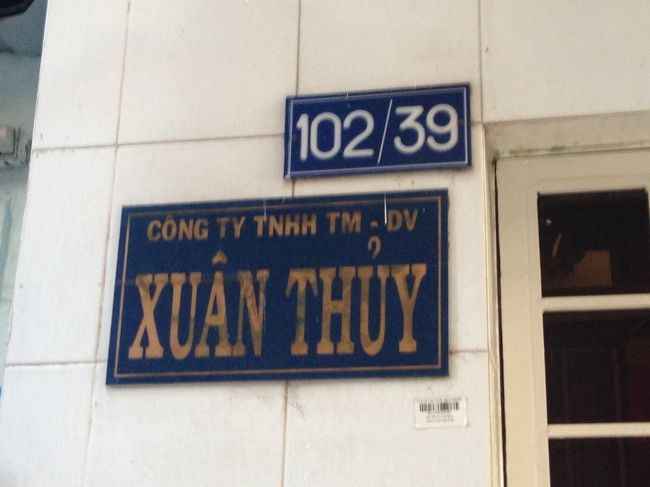 102/39
CÔNG TY TNHH TM - DV
XUÂN THỦY